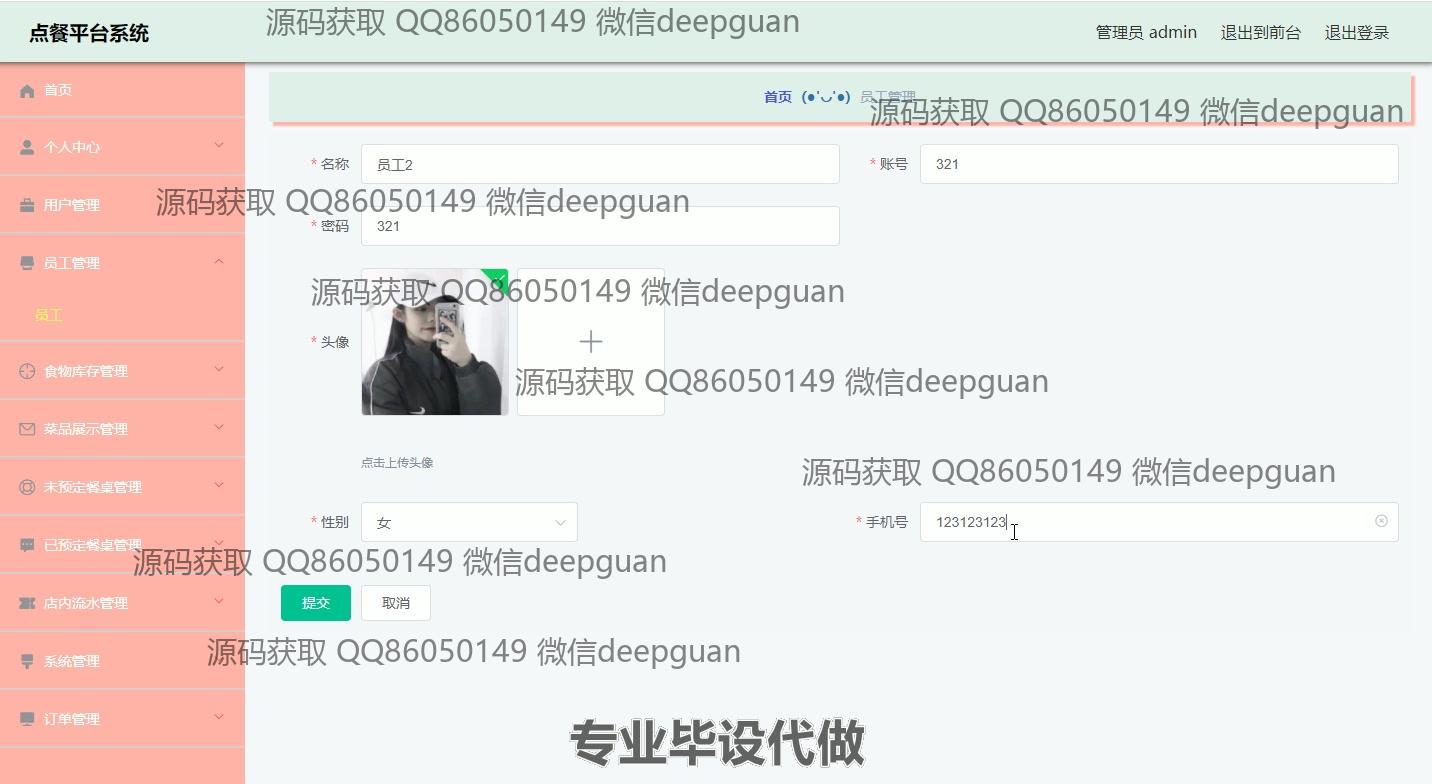 点餐平台系统
源码获取 QQ86050149 微信deepguan
管理员 admin
退出到前台
退出登录
首页
个人中心
用户管理
员工管理
员工
食物库存管理
菜品展示管理
未预定餐桌管理
已预定餐桌管理
店内流水管理
系统管理
订单管理
首页 (●'◡'●) 员工管理
源码获取 QQ86050149 微信deepguan
* 名称 员工2
* 账号 321
源码获取 QQ86050149 微信deepguan
* 密码 321
源码获取 QQ86050149 微信deepguan
* 头像
源码获取 QQ86050149 微信deepguan
点击上传头像
源码获取 QQ86050149 微信deepguan
* 性别 女
* 手机号 123123123
源码获取 QQ86050149 微信deepguan
提交 取消
源码获取 QQ86050149 微信deepguan
专业毕设代做